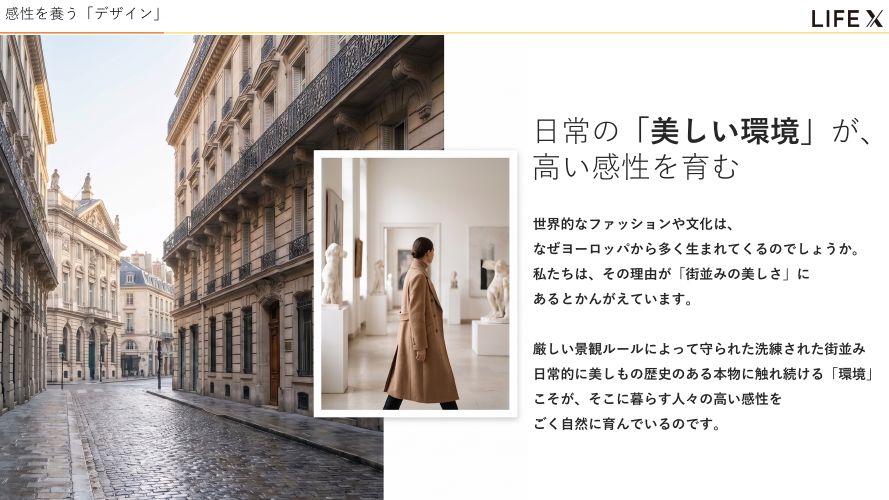 感性を養う「デザイン」
LIFE X
日常の「美しい環境」が、
高い感性を育む
世界的なファッションや文化は、
なぜヨーロッパから多く生まれてくるのでしょうか。
私たちは、その理由が「街並みの美しさ」に
あるとかんがえています。
厳しい景観ルールによって守られた洗練された街並み
日常的に美しもの歴史のある本物に触れ続ける「環境」
こそが、そこに暮らす人々の高い感性を
ごく自然に育んでいるのです。